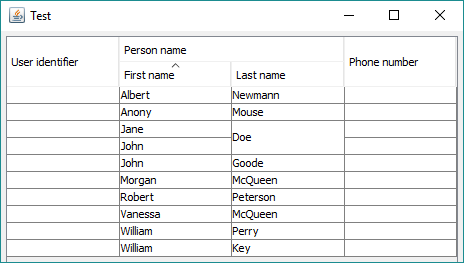 Test
Person name
User identifier
Phone number
First name Last name
Albert Newmann
Anony Mouse
Jane
Doe
John
John Goode
Morgan McQueen
Robert Peterson
Vanessa McQueen
William Perry
William Key